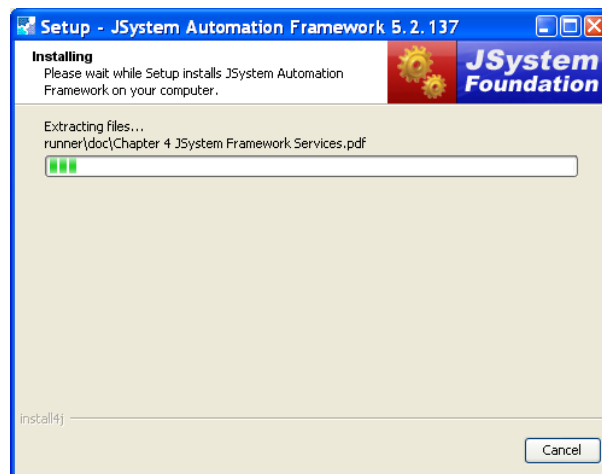 Setup - JSystem Automation Framework 5.2.137
Installing
Please wait while Setup installs JSystem Automation
Framework on your computer.
JSystem
Foundation
Extracting files...
runner\doc\Chapter 4 JSystem Framework Services.pdf
install4j
Cancel